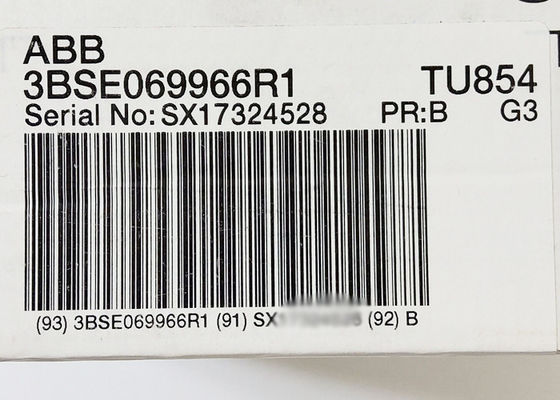 ABB
3BSE069966R1 TU854
Serial No: SX17324528 PR:B G3
(93) 3BSE069966R1 (91) SX (92) B